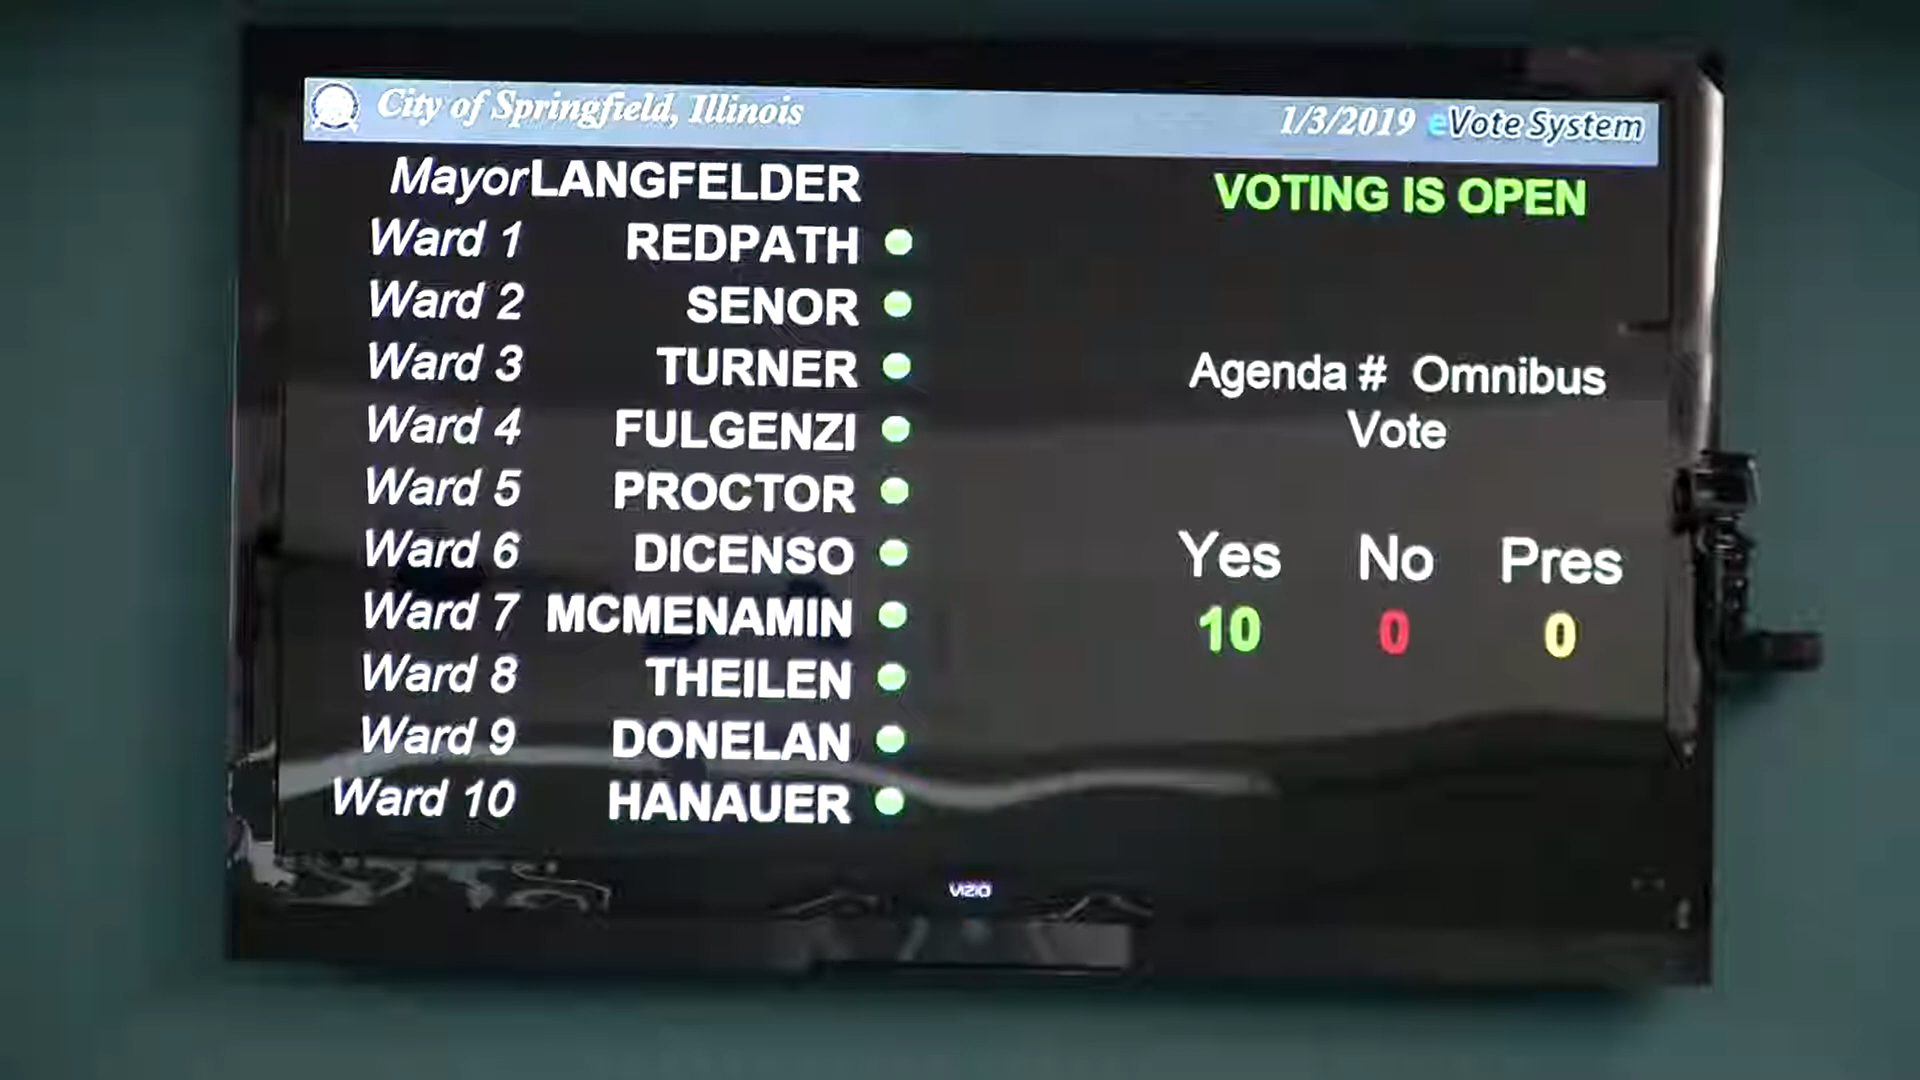 City of Springfield, Illinois 1/3/2019 eVote System
Mayor LANGFELDER
VOTING IS OPEN
Ward 1 REDPATH
Ward 2 SENOR
Ward 3 TURNER
Ward 4 FULGENZI
Ward 5 PROCTOR
Ward 6 DICENSO
Ward 7 MCMENAMIN
Ward 8 THEILEN
Ward 9 DONELAN
Ward 10 HANAUER
Agenda # Omnibus
Vote
Yes No Pres
10 0 0
VIZIO